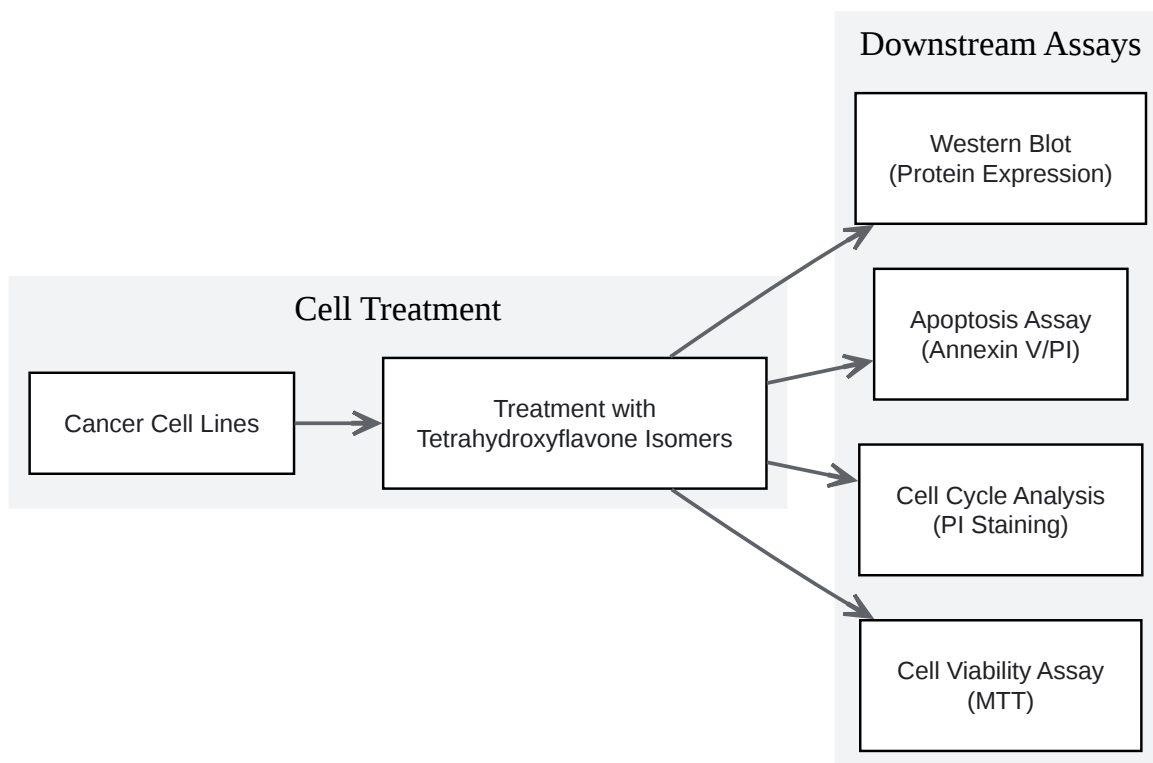 Cell Treatment
Cancer Cell Lines
Treatment with
Tetrahydroxyflavone Isomers
Downstream Assays
Western Blot
(Protein Expression)
Apoptosis Assay
(Annexin V/PI)
Cell Cycle Analysis
(PI Staining)
Cell Viability Assay
(MTT)